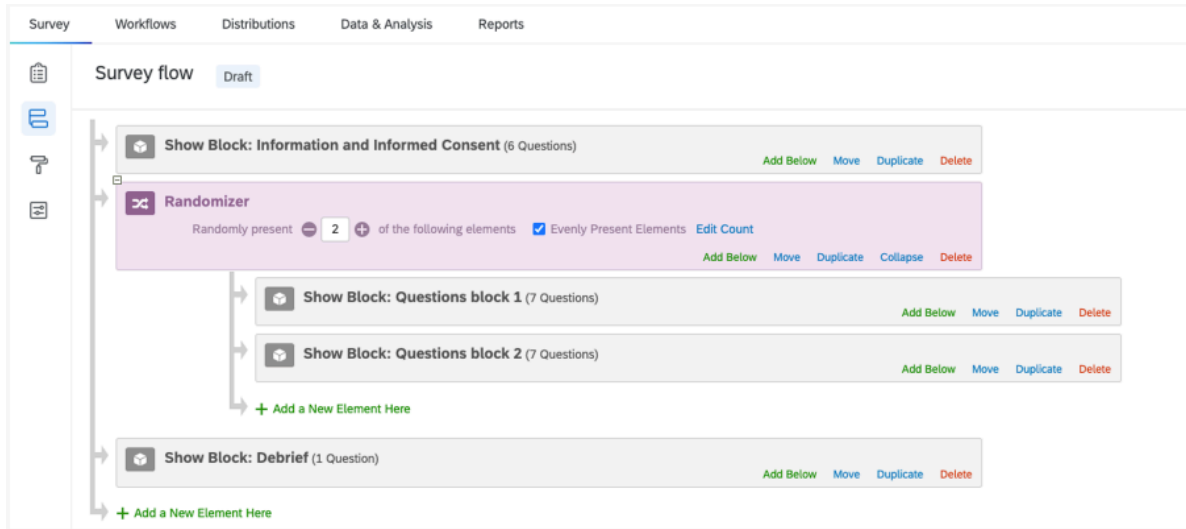 Survey Workflows Distributions Data & Analysis Reports
Survey flow Draft
Show Block: Information and Informed Consent (6 Questions)
Add Below Move Duplicate Delete
Randomizer
Randomly present 2 of the following elements Evenly Present Elements Edit Count
Add Below Move Duplicate Collapse Delete
Show Block: Questions block 1 (7 Questions)
Add Below Move Duplicate Delete
Show Block: Questions block 2 (7 Questions)
Add Below Move Duplicate Delete
+ Add a New Element Here
Show Block: Debrief (1 Question)
Add Below Move Duplicate Delete
+ Add a New Element Here